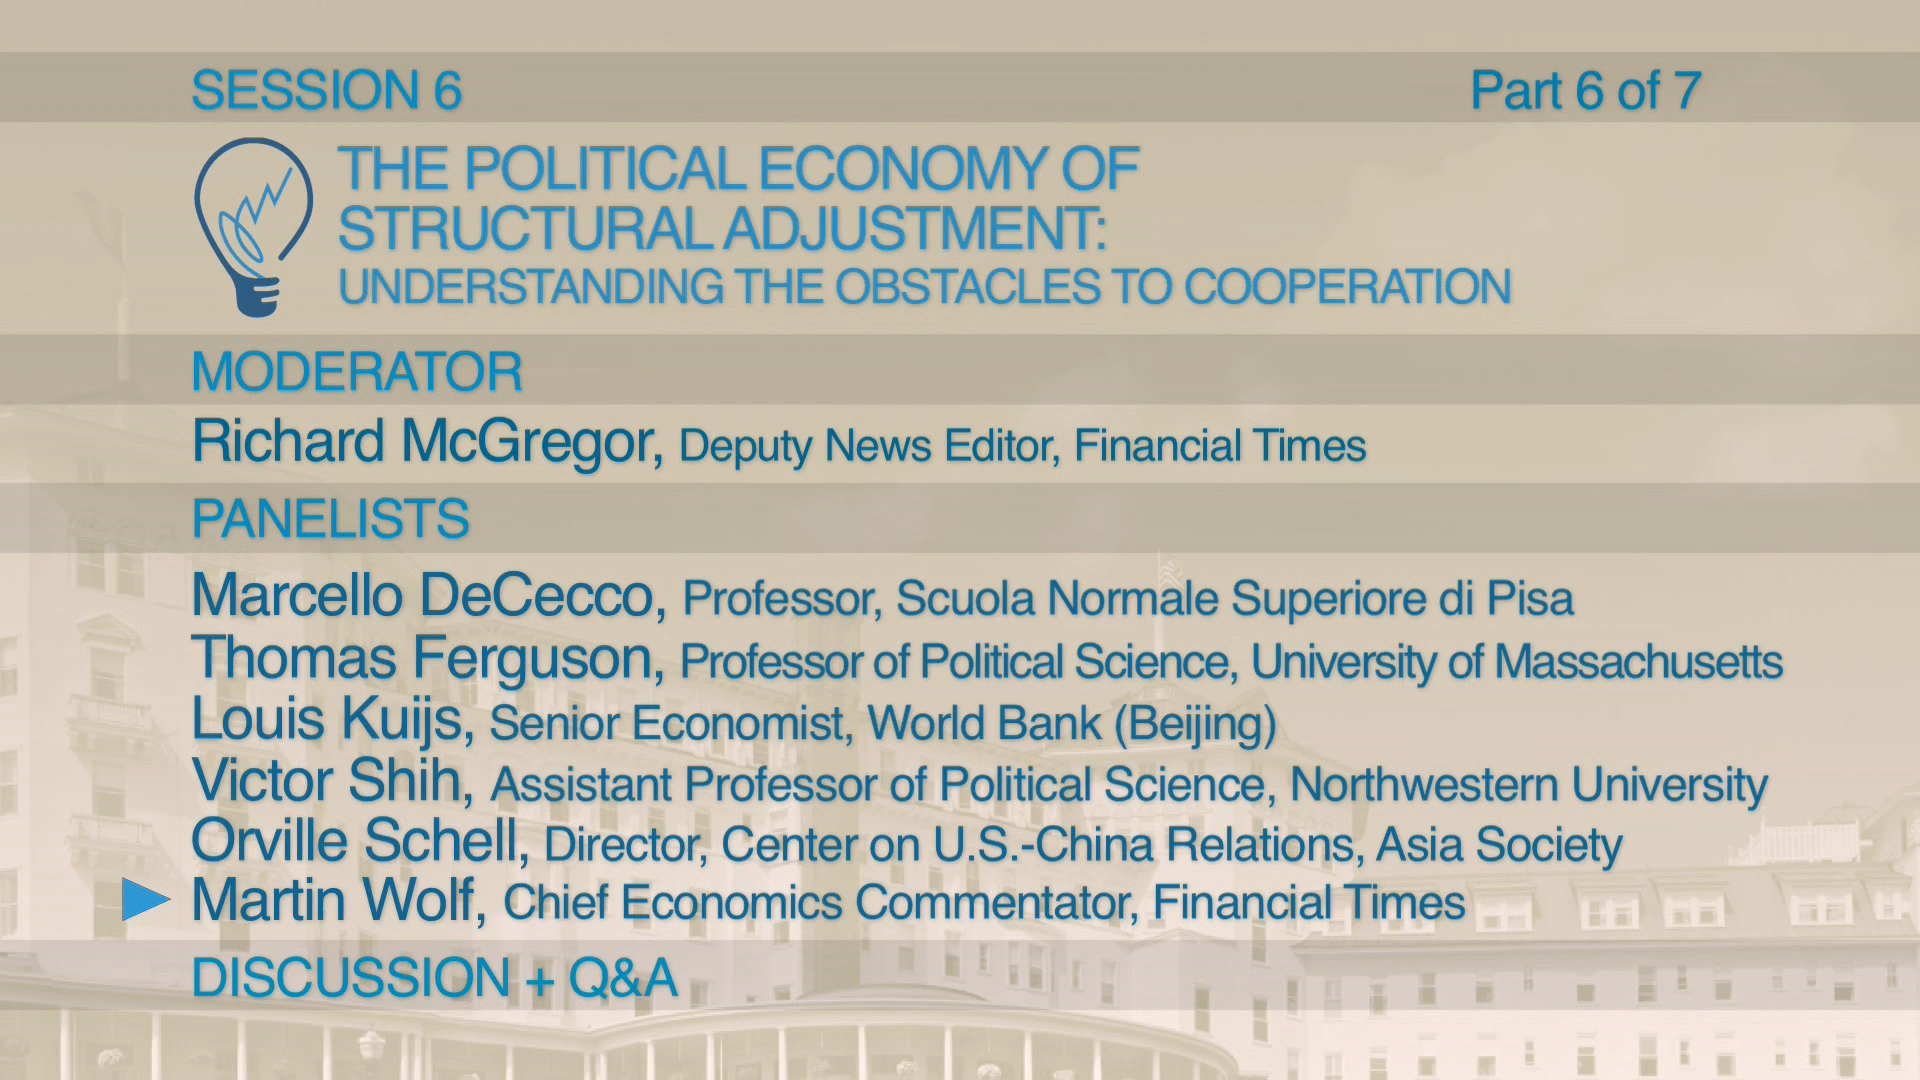 SESSION 6
Part 6 of 7
THE POLITICAL ECONOMY OF
STRUCTURAL ADJUSTMENT:
UNDERSTANDING THE OBSTACLES TO COOPERATION
MODERATOR
Richard McGregor, Deputy News Editor, Financial Times
PANELISTS
Marcello DeCecco, Professor, Scuola Normale Superiore di Pisa
Thomas Ferguson, Professor of Political Science, University of Massachusetts
Louis Kuijs, Senior Economist, World Bank (Beijing)
Victor Shih, Assistant Professor of Political Science, Northwestern University
Orville Schell, Director, Center on U.S.-China Relations, Asia Society
Martin Wolf, Chief Economics Commentator, Financial Times
DISCUSSION + Q&A